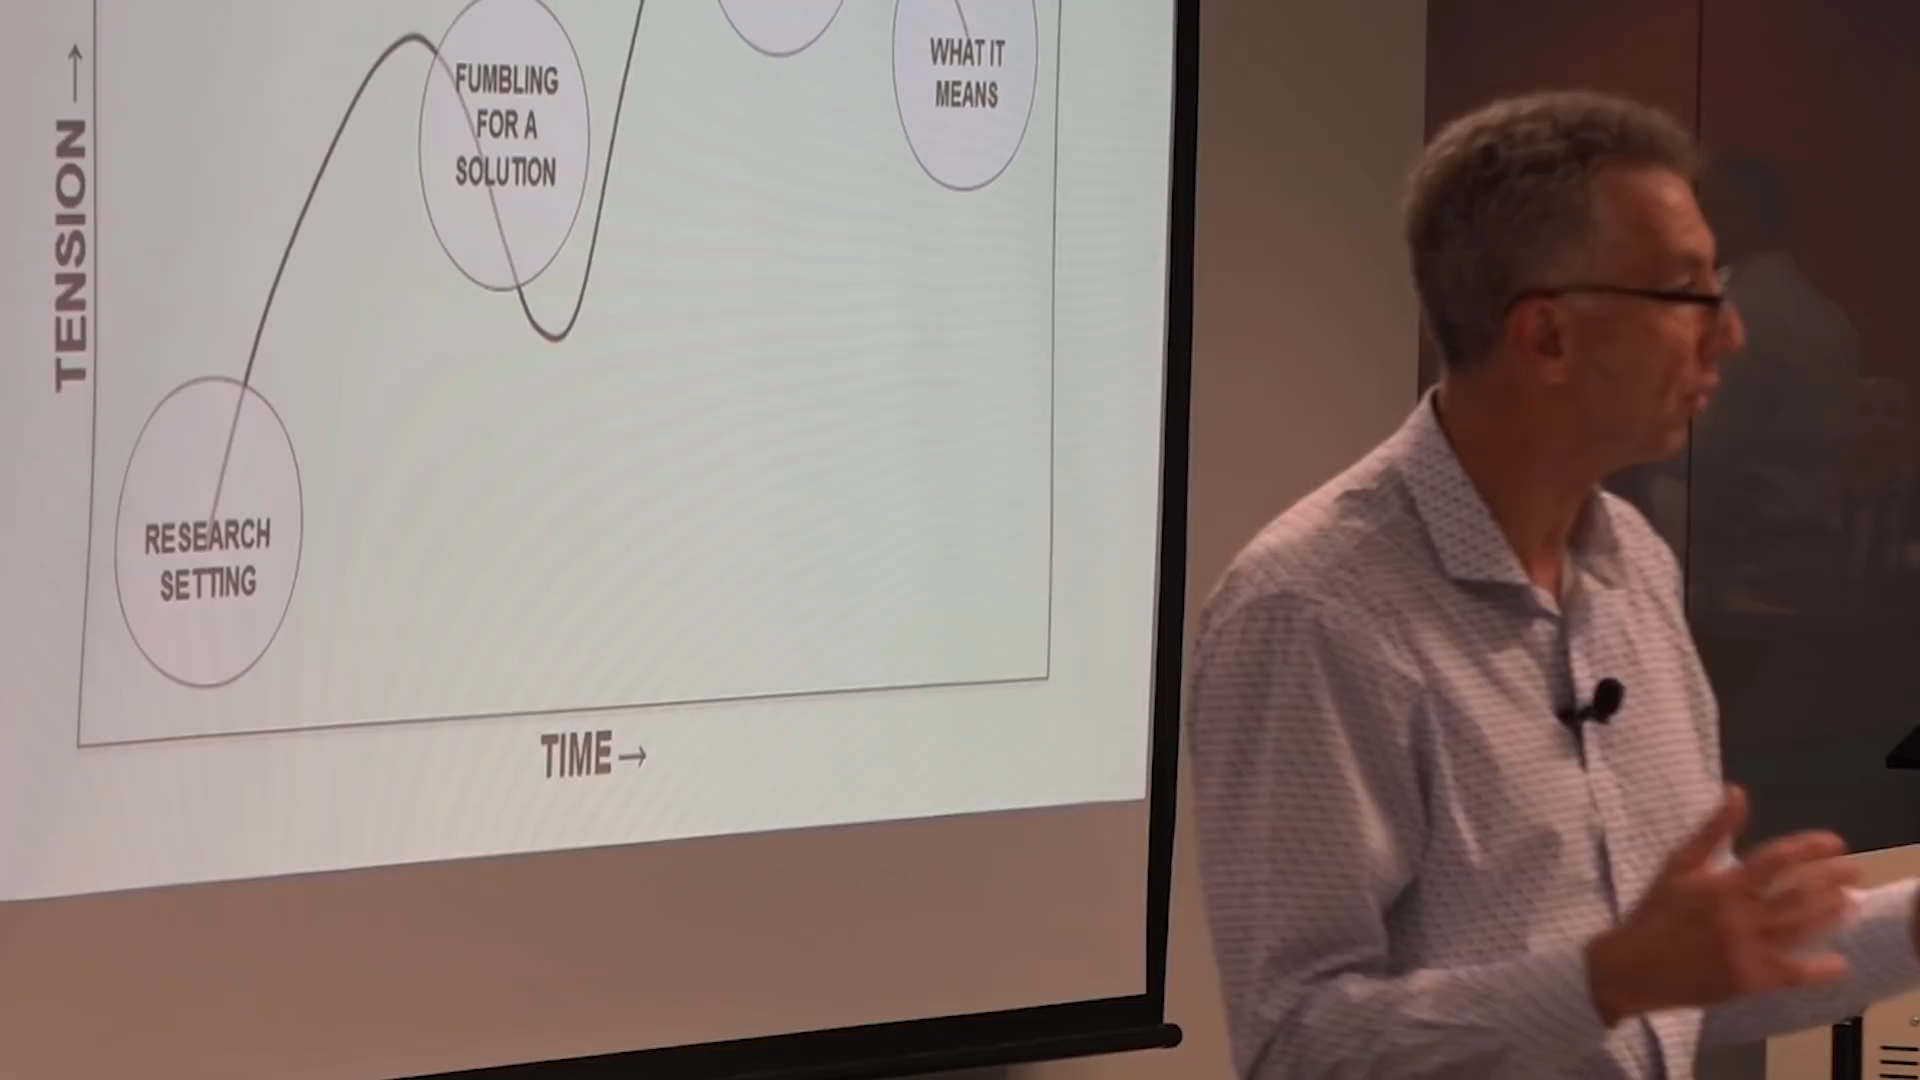 TENSION →
FUMBLING
FOR A
SOLUTION
WHAT IT
MEANS
RESEARCH
SETTING
TIME →